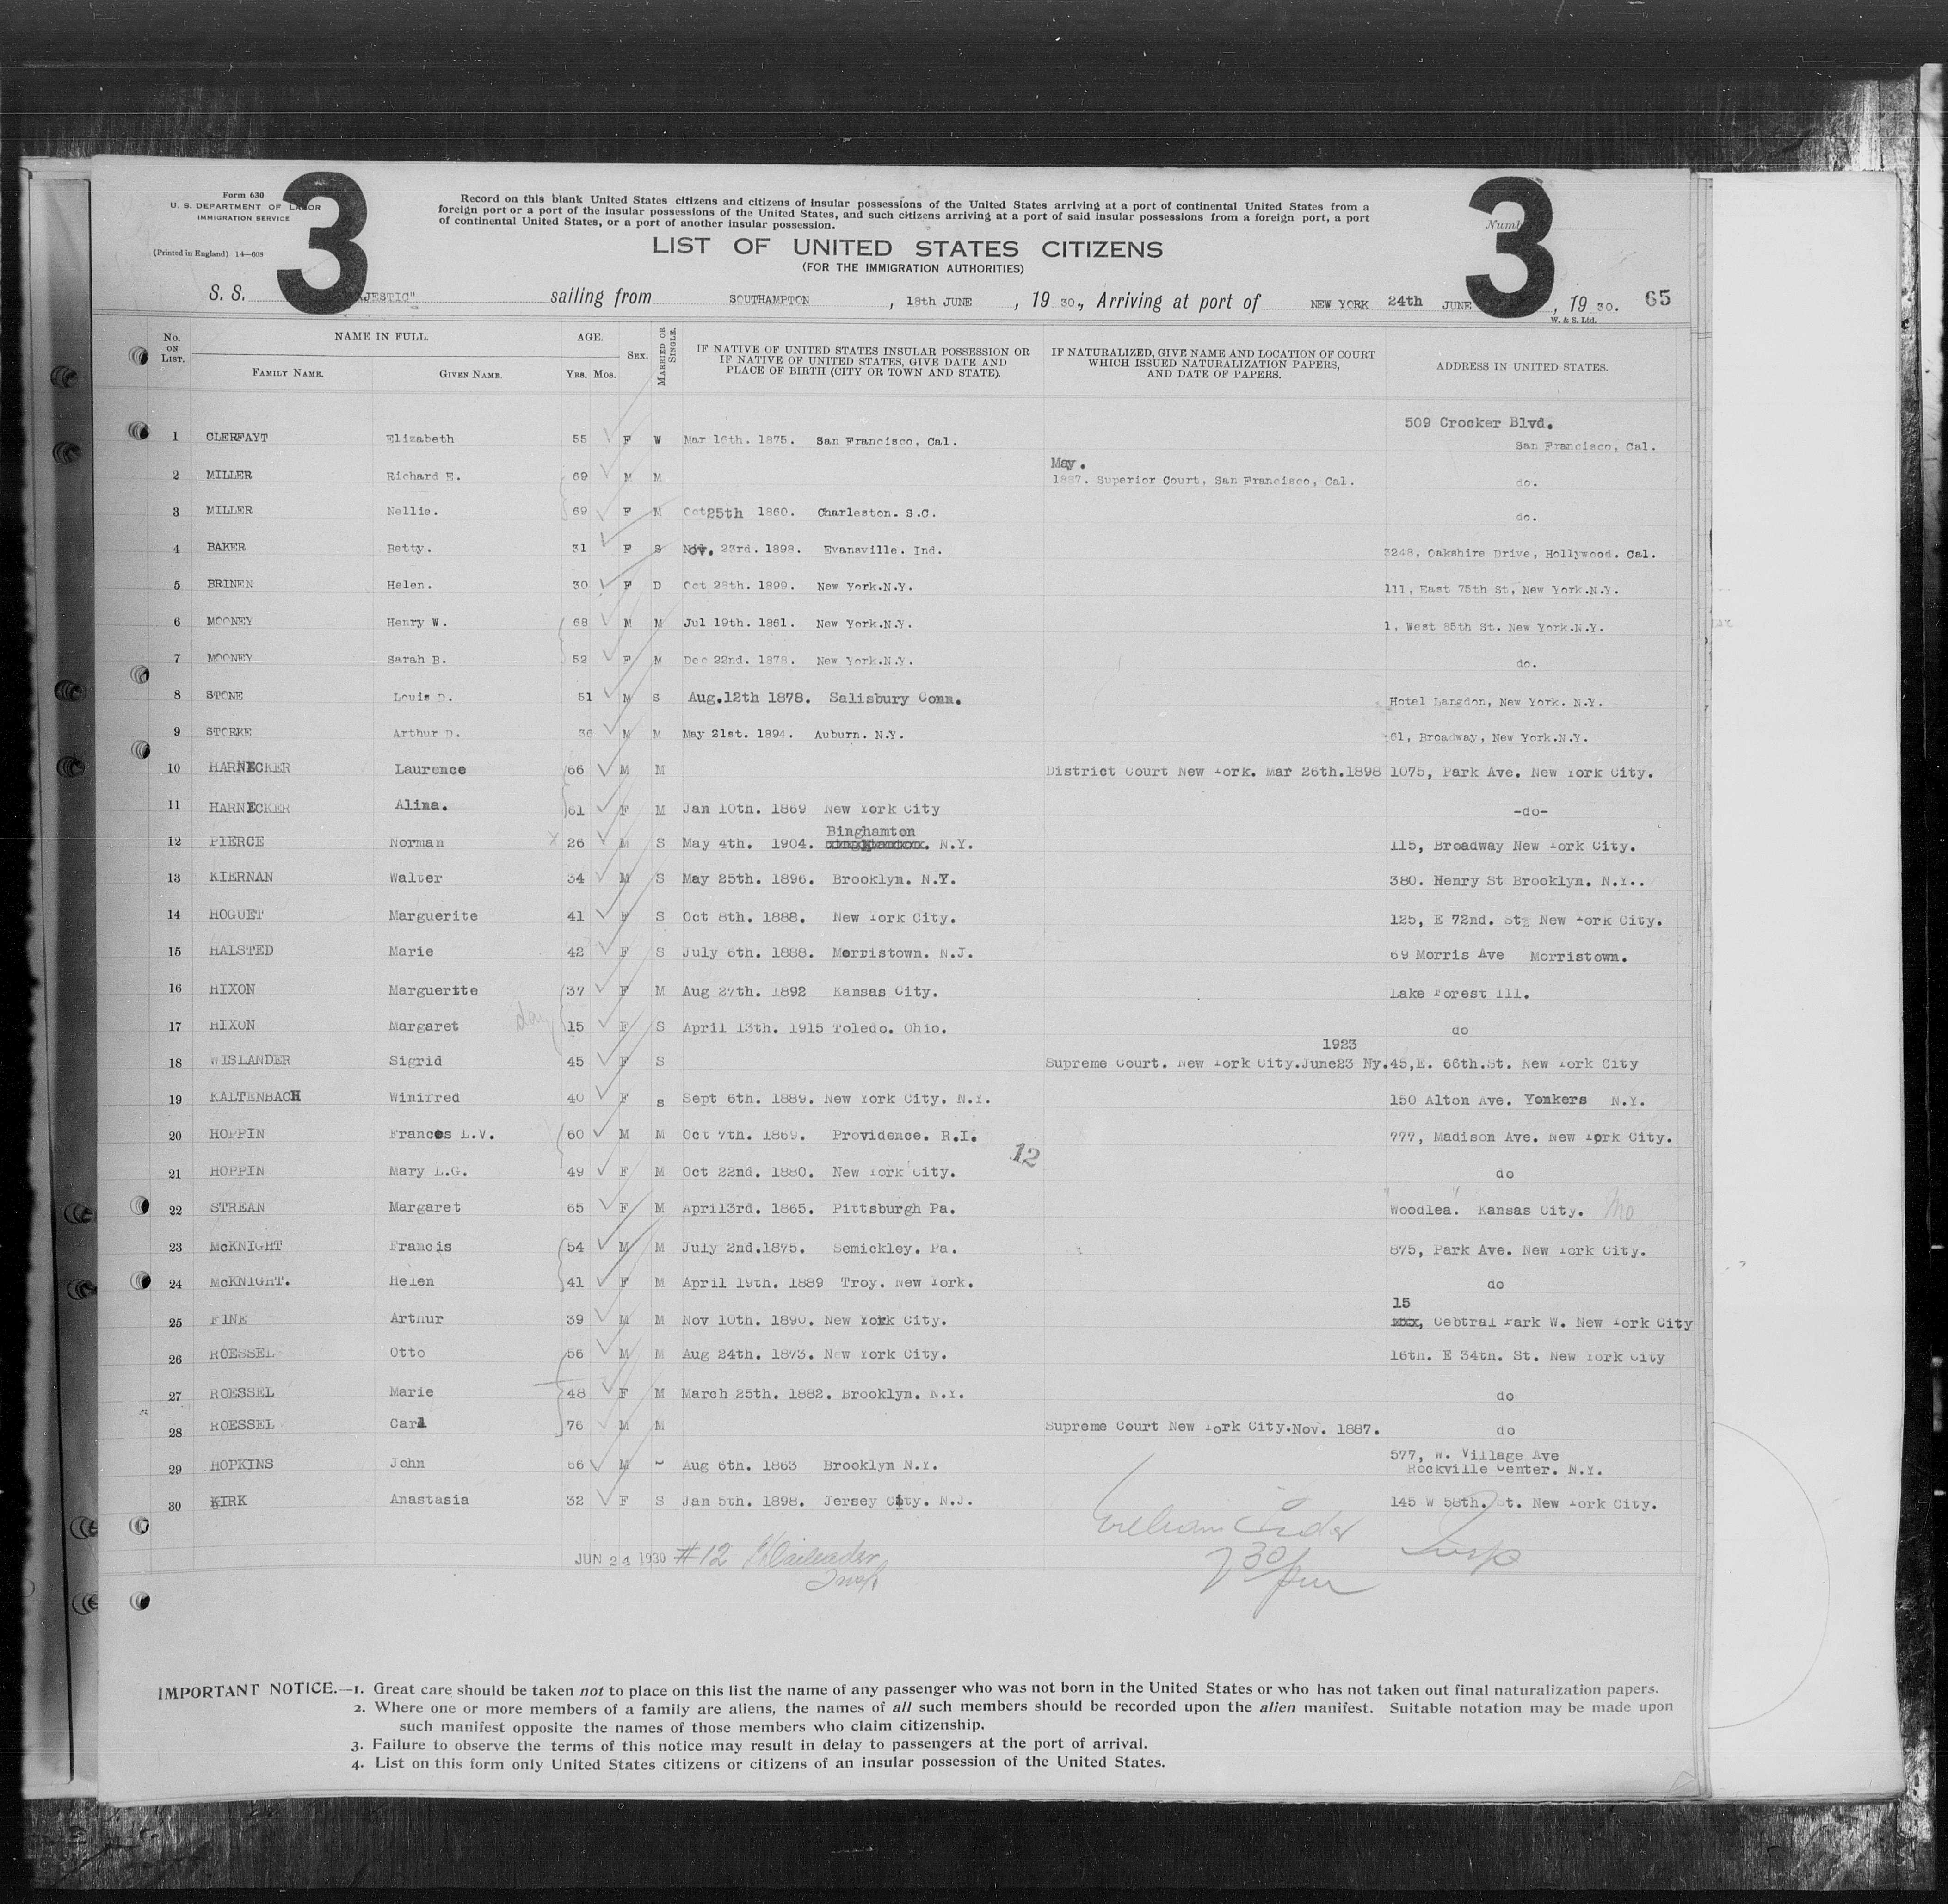 3
3
Form 630
U. S. DEPARTMENT OF LABOR
IMMIGRATION SERVICE
(Printed in England) 14—608
Record on this blank United States citizens and citizens of insular possessions of the United States arriving at a port of continental United States from a
foreign port or a port of the insular possessions of the United States, and such citizens arriving at a port of said insular possessions from a foreign port, a port
of continental United States, or a port of another insular possession.
LIST OF UNITED STATES CITIZENS
(FOR THE IMMIGRATION AUTHORITIES)
S. S. JESTIC" sailing from SOUTHAMPTON, 18th JUNE, 19 30., Arriving at port of NEW YORK 24th JUNE, 19 30. 65
W. & S. Ltd.
No. ON LIST. NAME IN FULL. AGE. SEX. MARRIED OR SINGLE. IF NATIVE OF UNITED STATES INSULAR POSSESSION OR IF NATIVE OF UNITED STATES, GIVE DATE AND PLACE OF BIRTH (CITY OR TOWN AND STATE). IF NATURALIZED, GIVE NAME AND LOCATION OF COURT WHICH ISSUED NATURALIZATION PAPERS, AND DATE OF PAPERS. ADDRESS IN UNITED STATES.
FAMILY NAME. GIVEN NAME. YRS. MOS.
1 CLERFAYT Elizabeth 55 F W Mar 16th. 1875. San Francisco, Cal. 509 Crocker Blvd. San Francisco, Cal.
2 MILLER Richard E. 69 M M May. 1887. Superior Court, San Francisco, Cal. do.
3 MILLER Nellie. 69 F M Oct 25th 1860. Charleston. S.C. do.
4 BAKER Betty. 31 F S Nov. 23rd. 1898. Evansville. Ind. 3248, Oakshire Drive, Hollywood. Cal.
5 BRINEN Helen. 30 F D Oct 28th. 1899. New York.N.Y. 111, East 75th St, New York.N.Y.
6 MOONEY Henry W. 68 M M Jul 19th. 1861. New York.N.Y. 1, West 85th St. New York.N.Y.
7 MOONEY Sarah B. 52 F M Dec 22nd. 1878. New York.N.Y. do.
8 STONE Louis D. 51 M S Aug.12th 1878. Salisbury Conn. Hotel Langdon, New York. N.Y.
9 STORKE Arthur D. 36 M M May 21st. 1894. Auburn. N.Y. 61, Broadway, New York.N.Y.
10 HARNECKER Laurence 66 M M District Court New York. Mar 26th.1898 1075, Park Ave. New York City.
11 HARNECKER Alina. 61 F M Jan 10th. 1869 New York City -do-
12 PIERCE Norman X 26 M S May 4th. 1904. Binghamton N.Y. 115, Broadway New York City.
13 KIERNAN Walter 34 M S May 25th. 1896. Brooklyn. N.Y. 380. Henry St Brooklyn. N.Y..
14 HOGUET Marguerite 41 F S Oct 8th. 1888. New York City. 125, E 72nd. St New York City.
15 HALSTED Marie 42 F S July 6th. 1888. Morristown. N.J. 69 Morris Ave Morristown.
16 HIXON Marguerite 37 F M Aug 27th. 1892 Kansas City. Lake Forest Ill.
17 HIXON Margaret 15 F S April 13th. 1915 Toledo. Ohio. do
18 WISLANDER Sigrid 45 F S 1923 Supreme Court. New York City.June23 Ny. 45,E. 66th.St. New York City
19 KALTENBACH Winifred 40 F s Sept 6th. 1889. New York City. N.Y. 150 Alton Ave. Yonkers N.Y.
20 HOPPIN Frances L.V. 60 M M Oct 7th. 1869. Providence. R.I. 777, Madison Ave. New York City.
12
21 HOPPIN Mary L.G. 49 F M Oct 22nd. 1880. New York City. do
22 STREAN Margaret 65 F M April3rd. 1865. Pittsburgh Pa. "Woodlea." Kansas City. Mo
23 McKNIGHT Francis 54 M M July 2nd.1875. Semickley. Pa. 875, Park Ave. New York City.
24 McKNIGHT. Helen 41 F M April 19th. 1889 Troy. New York. do
25 FINE Arthur 39 M M Nov 10th. 1890. New York City. 15 xxx, Cebtral Park W. New York City
26 ROESSEL Otto 56 M M Aug 24th. 1873. New York City. 16th. E 34th. St. New York City
27 ROESSEL Marie 48 F M March 25th. 1882. Brooklyn. N.Y. do
28 ROESSEL Carl 76 M M Supreme Court New York City.Nov. 1887. do
29 HOPKINS John 66 M Aug 6th. 1863 Brooklyn N.Y. 577, W. Village Ave Rockville Center. N.Y.
30 KIRK Anastasia 32 F S Jan 5th. 1898. Jersey City. N.J. 145 W 58th. St. New York City.
JUN 24 1930 #12 Insp
730 pm Insp
IMPORTANT NOTICE.—1. Great care should be taken not to place on this list the name of any passenger who was not born in the United States or who has not taken out final naturalization papers.
2. Where one or more members of a family are aliens, the names of all such members should be recorded upon the alien manifest. Suitable notation may be made upon
such manifest opposite the names of those members who claim citizenship.
3. Failure to observe the terms of this notice may result in delay to passengers at the port of arrival.
4. List on this form only United States citizens or citizens of an insular possession of the United States.